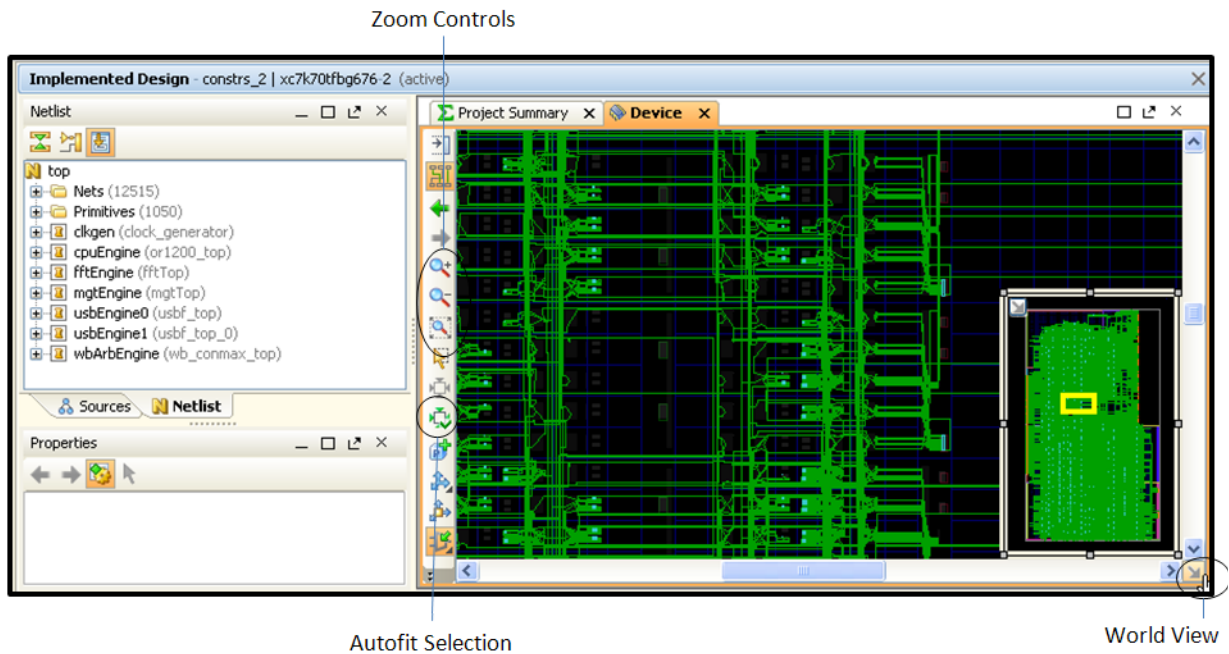 Zoom Controls
Implemented Design - constrs_2 | xc7k70tfbg676-2 (active)
Netlist
top
Nets (12515)
Primitives (1050)
clkgen (clock_generator)
cpuEngine (or1200_top)
fftEngine (fftTop)
mgtEngine (mgtTop)
usbEngine0 (usbf_top)
usbEngine1 (usbf_top_0)
wbArbEngine (wb_conmax_top)
Sources Netlist
Properties
Project Summary Device
Autofit Selection
World View